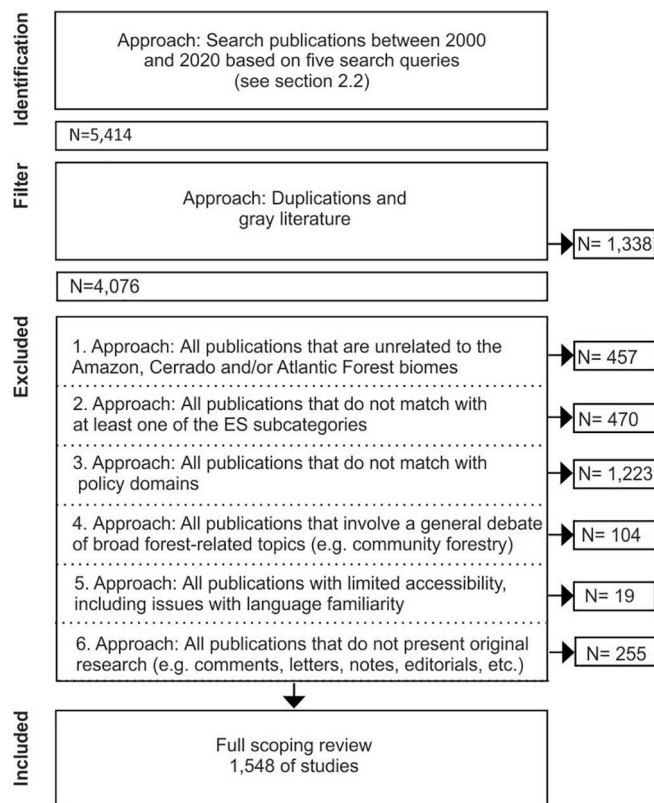 Identification
Approach: Search publications between 2000
and 2020 based on five search queries
(see section 2.2)
N=5,414
Filter
Approach: Duplications and
gray literature
N= 1,338
N=4,076
Excluded
1. Approach: All publications that are unrelated to the
Amazon, Cerrado and/or Atlantic Forest biomes
N= 457
2. Approach: All publications that do not match with
at least one of the ES subcategories
N= 470
3. Approach: All publications that do not match with
policy domains
N= 1,223
4. Approach: All publications that involve a general debate
of broad forest-related topics (e.g. community forestry)
N= 104
5. Approach: All publications with limited accessibility,
including issues with language familiarity
N= 19
6. Approach: All publications that do not present original
research (e.g. comments, letters, notes, editorials, etc.)
N= 255
Included
Full scoping review
1,548 of studies